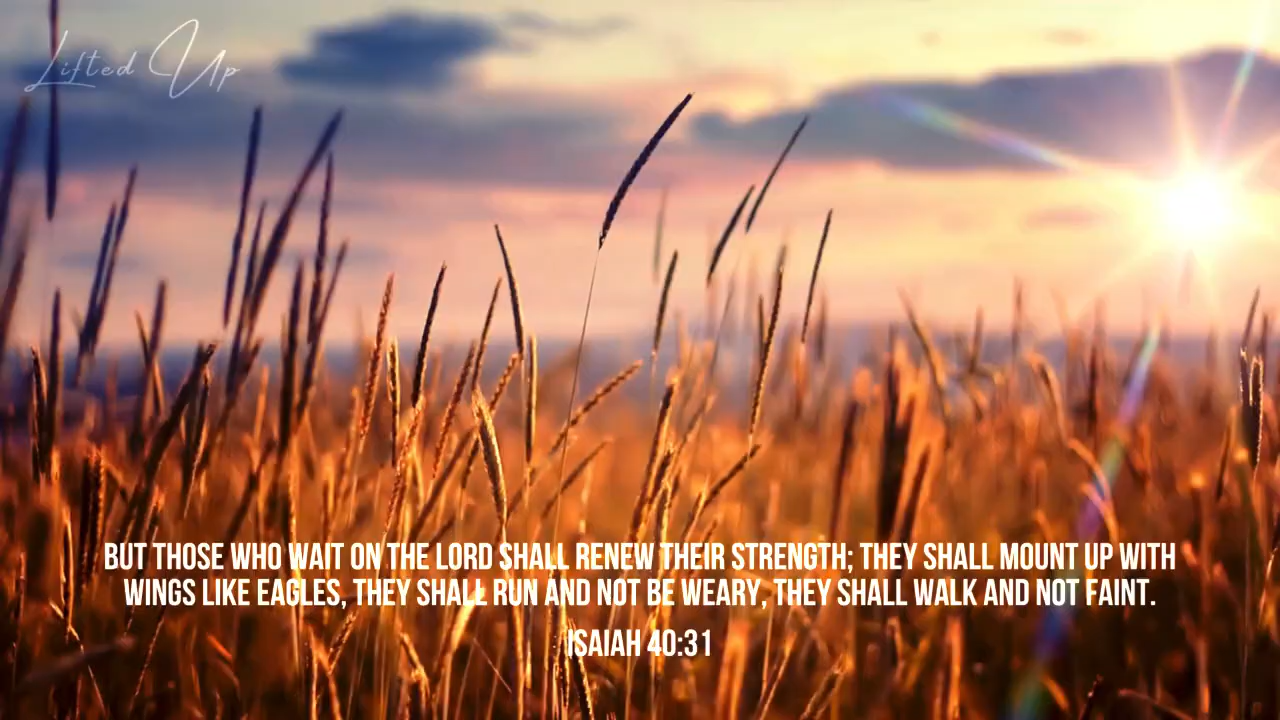 Lifted Up
BUT THOSE WHO WAIT ON THE LORD SHALL RENEW THEIR STRENGTH; THEY SHALL MOUNT UP WITH
WINGS LIKE EAGLES, THEY SHALL RUN AND NOT BE WEARY, THEY SHALL WALK AND NOT FAINT.
ISAIAH 40:31